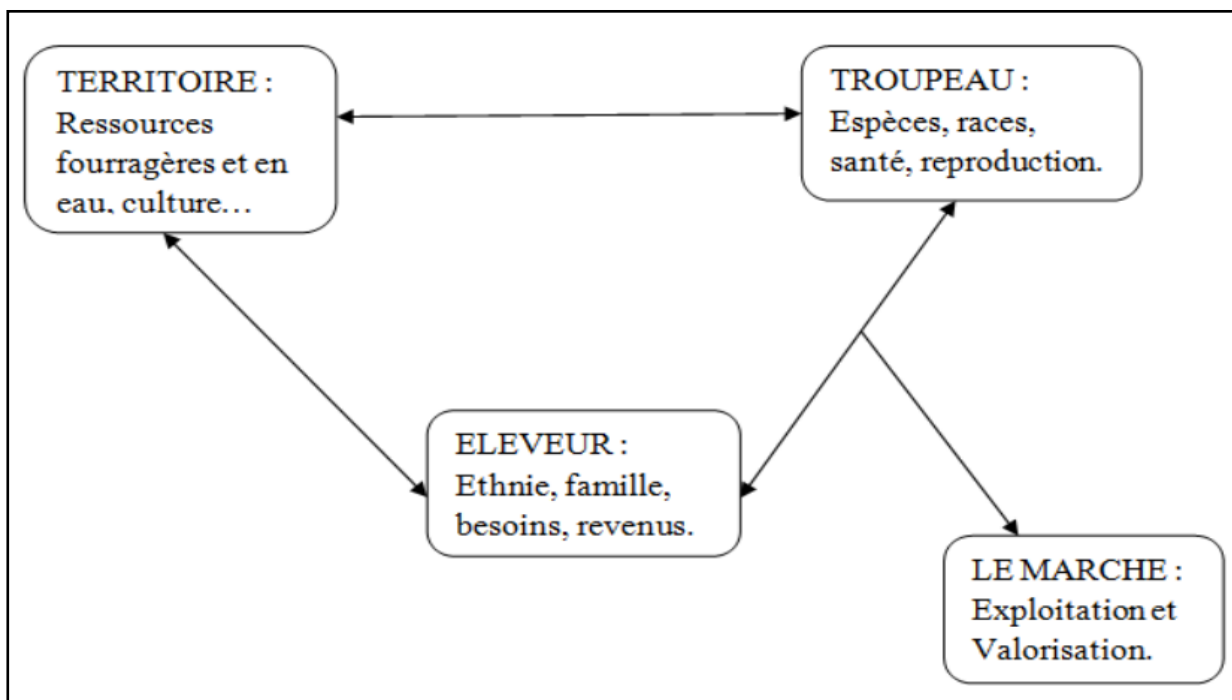 TERRITOIRE :
Ressources
fourragères et en
eau, culture…
TROUPEAU :
Espèces, races,
santé, reproduction.
ELEVEUR :
Ethnie, famille,
besoins, revenus.
LE MARCHE :
Exploitation et
Valorisation.